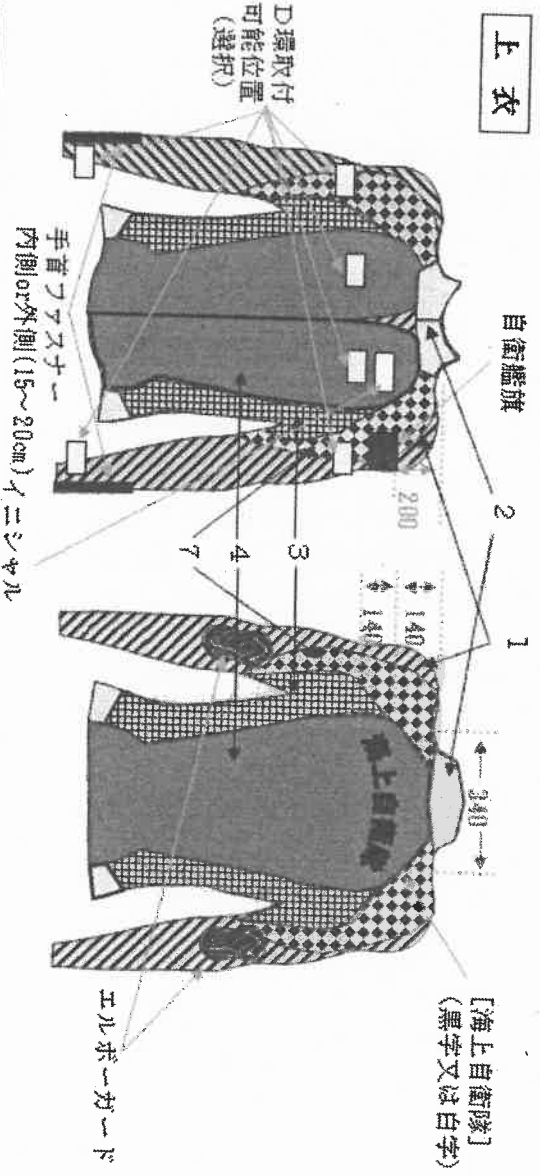 上衣
自衛艦旗
2
1
[海上自衛隊]
(黒字又は白字)
340
D環取付
可能位置
(選択)
200
140
140
海上自衛隊
3
4
7
手首ファスナー
内側or外側(15~20cm)イニシャル
エルボーガード